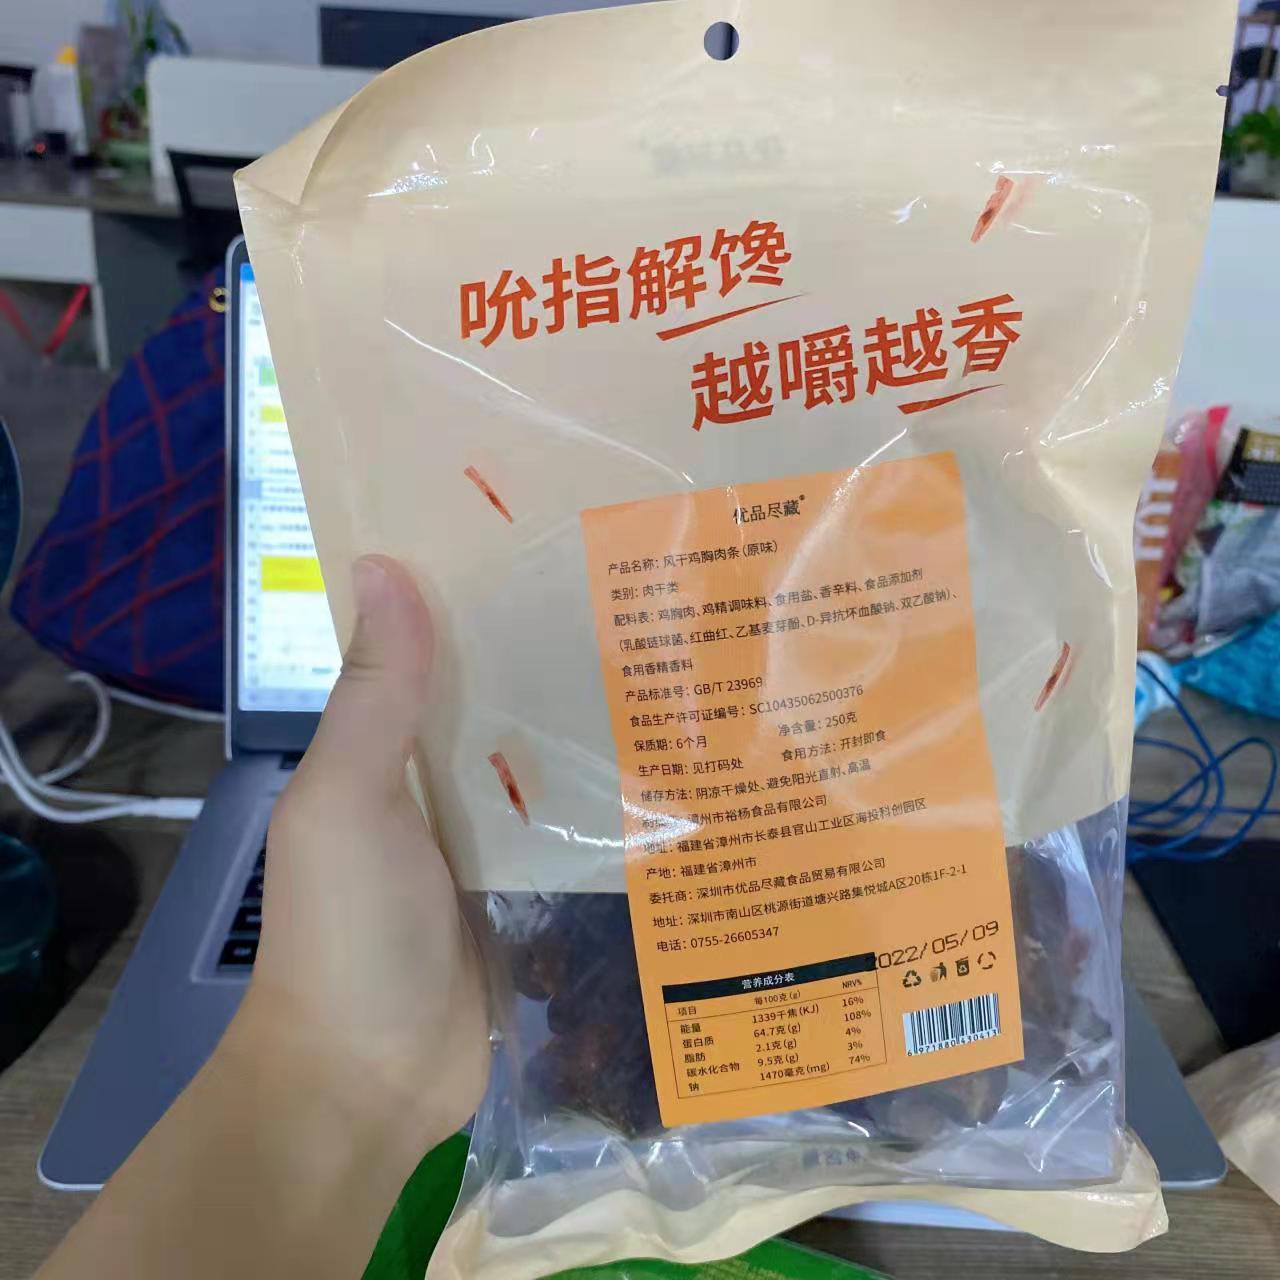 吮指解馋
越嚼越香
优品尽藏®
产品名称：风干鸡胸肉条（原味）
类别：肉干类
配料表：鸡胸肉、鸡精调味料、食用盐、香辛料、食品添加剂
（乳酸链球菌、红曲红、乙基麦芽酚、D-异抗坏血酸钠、双乙酸钠）、
食用香精香料
产品标准号：GB/T 23969
食品生产许可证编号：SC10435062500376
保质期：6个月 净含量：250克
生产日期：见打码处 食用方法：开封即食
储存方法：阴凉干燥处、避免阳光直射、高温
漳州市裕杨食品有限公司
地址：福建省漳州市长泰县官山工业区海投科创园区
产地：福建省漳州市
委托商：深圳市优品尽藏食品贸易有限公司
地址：深圳市南山区桃源街道塘兴路集悦城A区20栋1F-2-1
电话：0755-26605347
2022/05/09
营养成分表
项目 每100克(g) NRV%
能量 1339千焦(KJ) 16%
蛋白质 64.7克(g) 108%
脂肪 2.1克(g) 4%
碳水化合物 9.5克(g) 3%
钠 1470毫克(mg) 74%
6 971880 430413